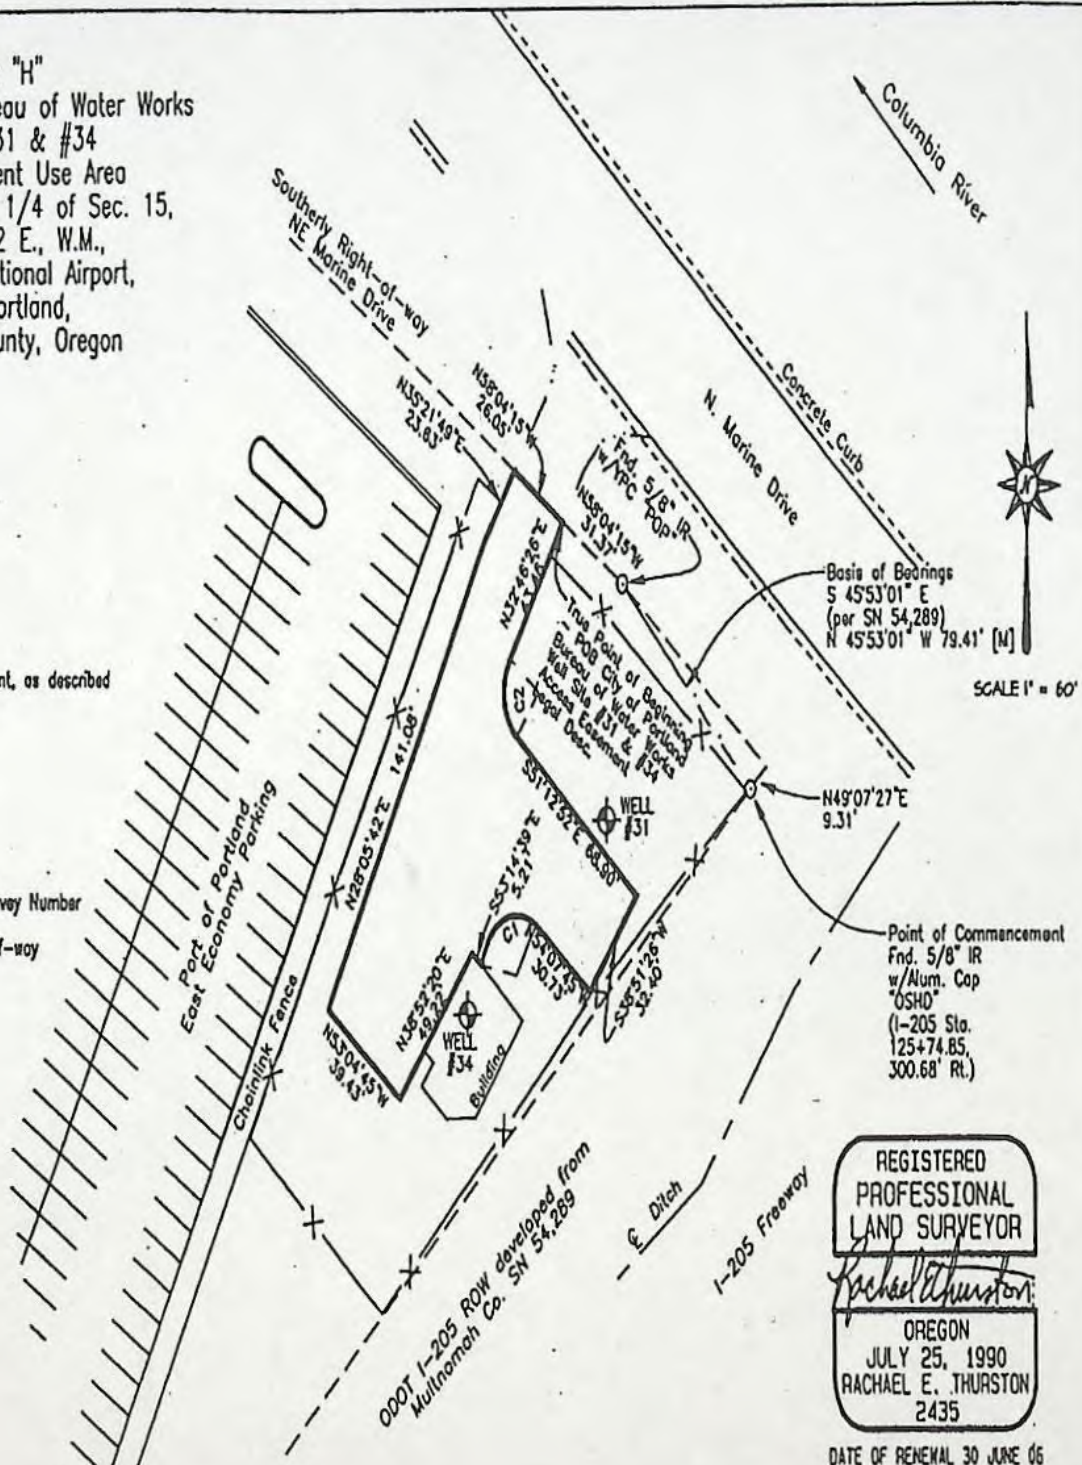 "H"
eau of Water Works
31 & #34
ent Use Area
1/4 of Sec. 15,
2 E., W.M.,
tional Airport,
ortland,
unty, Oregon
Columbia River
Southerly Right-of-way
NE Marine Drive
N35°21'49"E
23.63'
N58°04'15"W
26.05'
Fnd. 5/8" IR
w/YPC "POP"
N58°04'15"W
31.37'
Concrete Curb
N. Marine Drive
Basis of Bearings
S 45°53'01" E
(per SN 54,289)
N 45°53'01" W 79.41' [M]
N
SCALE 1" = 60'
N32°46'26"E
True Point of Beginning
POB City of Portland
Bureau of Water Works
Well Site #31 & #34
Access Easement
Legal Desc.
C2
nt, as described
N28°05'42"E 141.08'
S51°12'52"E 68.90'
WELL
#31
N49°07'27"E
9.31'
Port of Portland
East Economy Parking
vey Number
f-way
S53°14'39"E
5.21'
C1
N54°07'45"W
30.73'
S38°51'26"W
32.40'
Point of Commencement
Fnd. 5/8" IR
w/Alum. Cap
"OSHD"
(I-205 Sta.
125+74.85,
300.68' Rt.)
N38°52'20"E
49.22'
WELL
#34
Building
N53°04'45"W
39.43'
Chainlink Fence
ODOT I-205 ROW developed from
Multnomah Co. SN 54,289
℄ Ditch
I-205 Freeway
REGISTERED
PROFESSIONAL
LAND SURVEYOR
Rachael E Thurston
OREGON
JULY 25, 1990
RACHAEL E. THURSTON
2435
DATE OF RENEWAL 30 JUNE 06